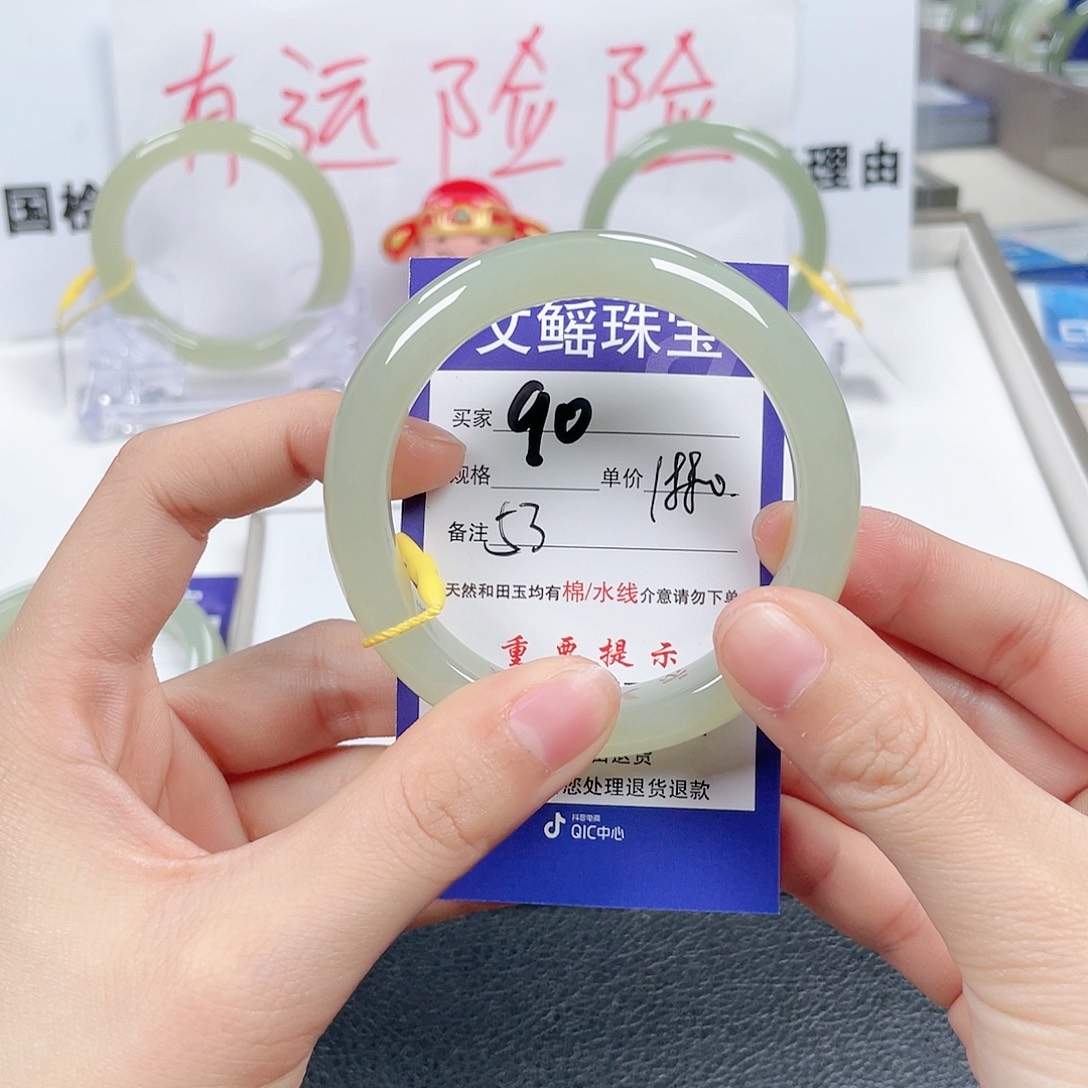 有运险险
国检
理由
文鳐珠宝
买家 90
规格 单价 1880
备注 53
天然和田玉均有棉/水线介意请勿下单
重要提示
您处理退货退款
抖音电商
QIC中心